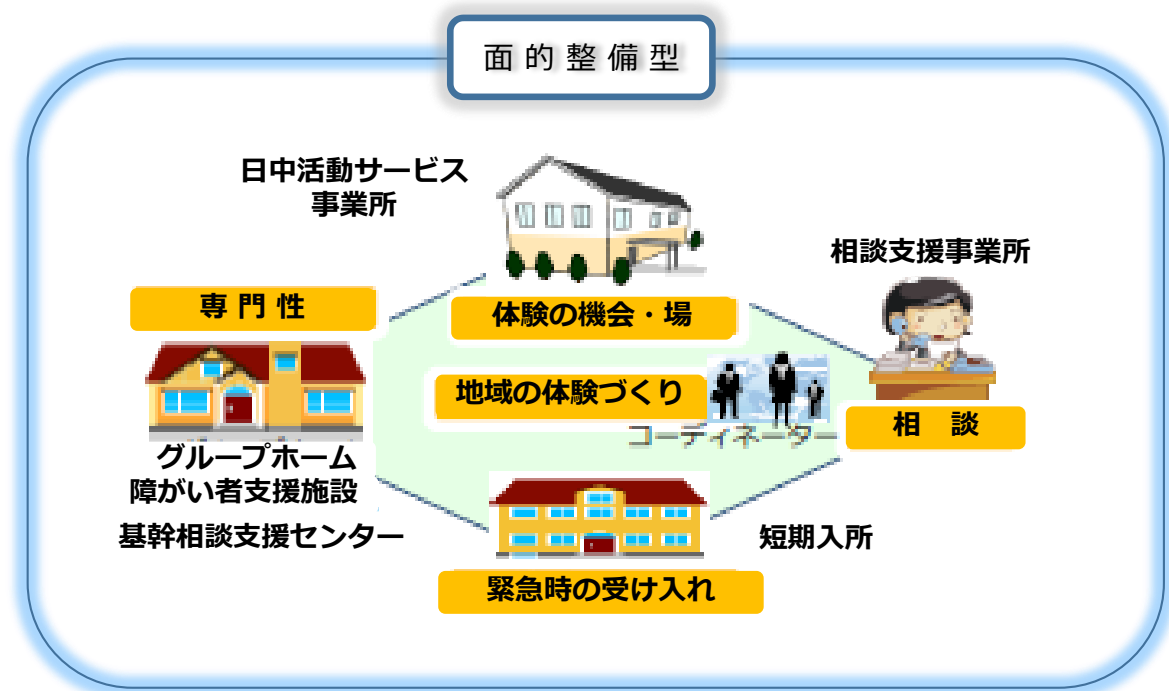 面的整備型
日中活動サービス
事業所
相談支援事業所
専門性
体験の機会・場
地域の体験づくり
コーディネーター
相　談
グループホーム
障がい者支援施設
基幹相談支援センター
短期入所
緊急時の受け入れ